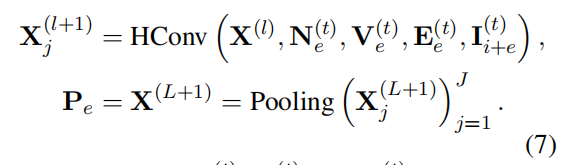 X_j^{(l+1)} = HConv ( X^{(l)}, N_e^{(t)}, V_e^{(t)}, E_e^{(t)}, I_{i+e}^{(t)} ) ,
P_e = X^{(L+1)} = Pooling ( X_j^{(L+1)} )_{j=1}^{J} .
(7)